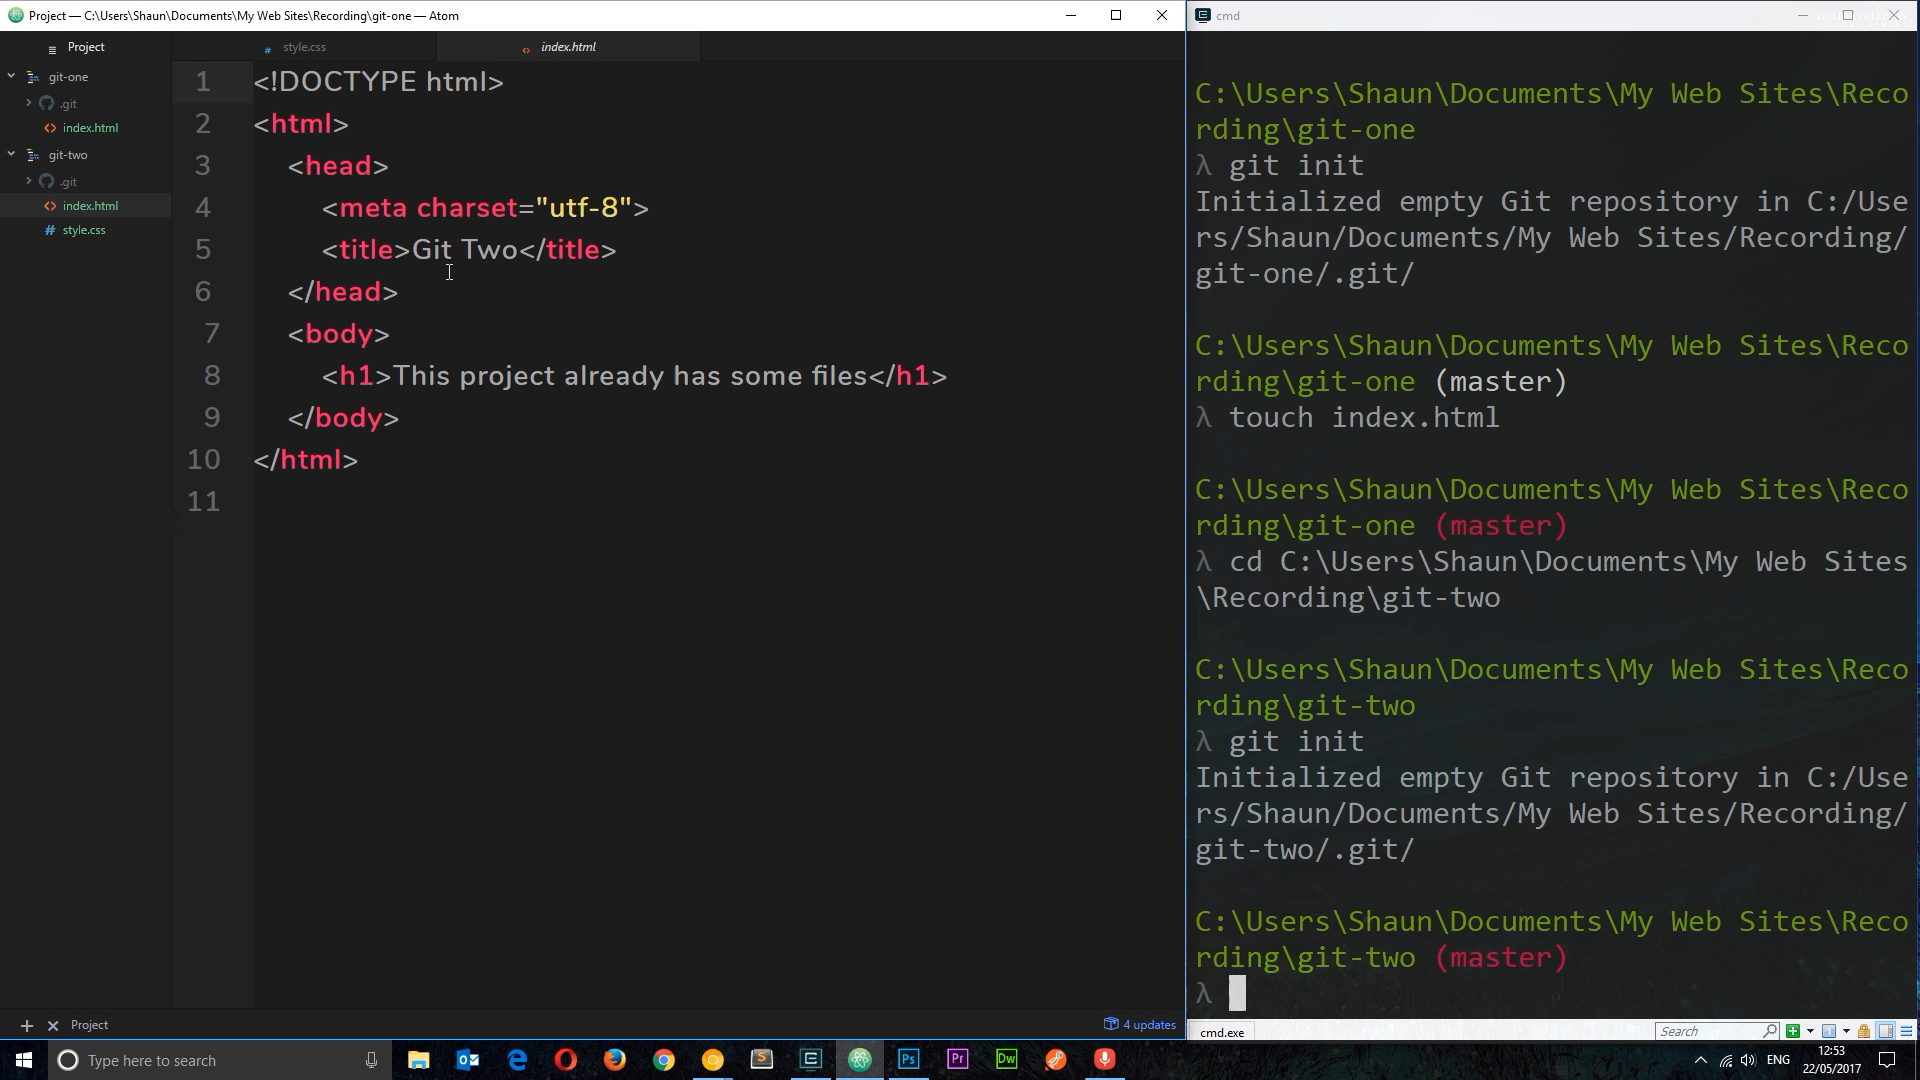 Project — C:\Users\Shaun\Documents\My Web Sites\Recording\git-one — Atom
Project
git-one
.git
index.html
git-two
.git
index.html
style.css
style.css
index.html
1 <!DOCTYPE html>
2 <html>
3 <head>
4 <meta charset="utf-8">
5 <title>Git Two</title>
6 </head>
7 <body>
8 <h1>This project already has some files</h1>
9 </body>
10 </html>
11
Project
4 updates
cmd
C:\Users\Shaun\Documents\My Web Sites\Reco
rding\git-one
λ git init
Initialized empty Git repository in C:/Use
rs/Shaun/Documents/My Web Sites/Recording/
git-one/.git/
C:\Users\Shaun\Documents\My Web Sites\Reco
rding\git-one (master)
λ touch index.html
C:\Users\Shaun\Documents\My Web Sites\Reco
rding\git-one (master)
λ cd C:\Users\Shaun\Documents\My Web Sites
\Recording\git-two
C:\Users\Shaun\Documents\My Web Sites\Reco
rding\git-two
λ git init
Initialized empty Git repository in C:/Use
rs/Shaun/Documents/My Web Sites/Recording/
git-two/.git/
C:\Users\Shaun\Documents\My Web Sites\Reco
rding\git-two (master)
λ
cmd.exe
Search
Type here to search
Ps
Pr
Dw
ENG
12:53
22/05/2017